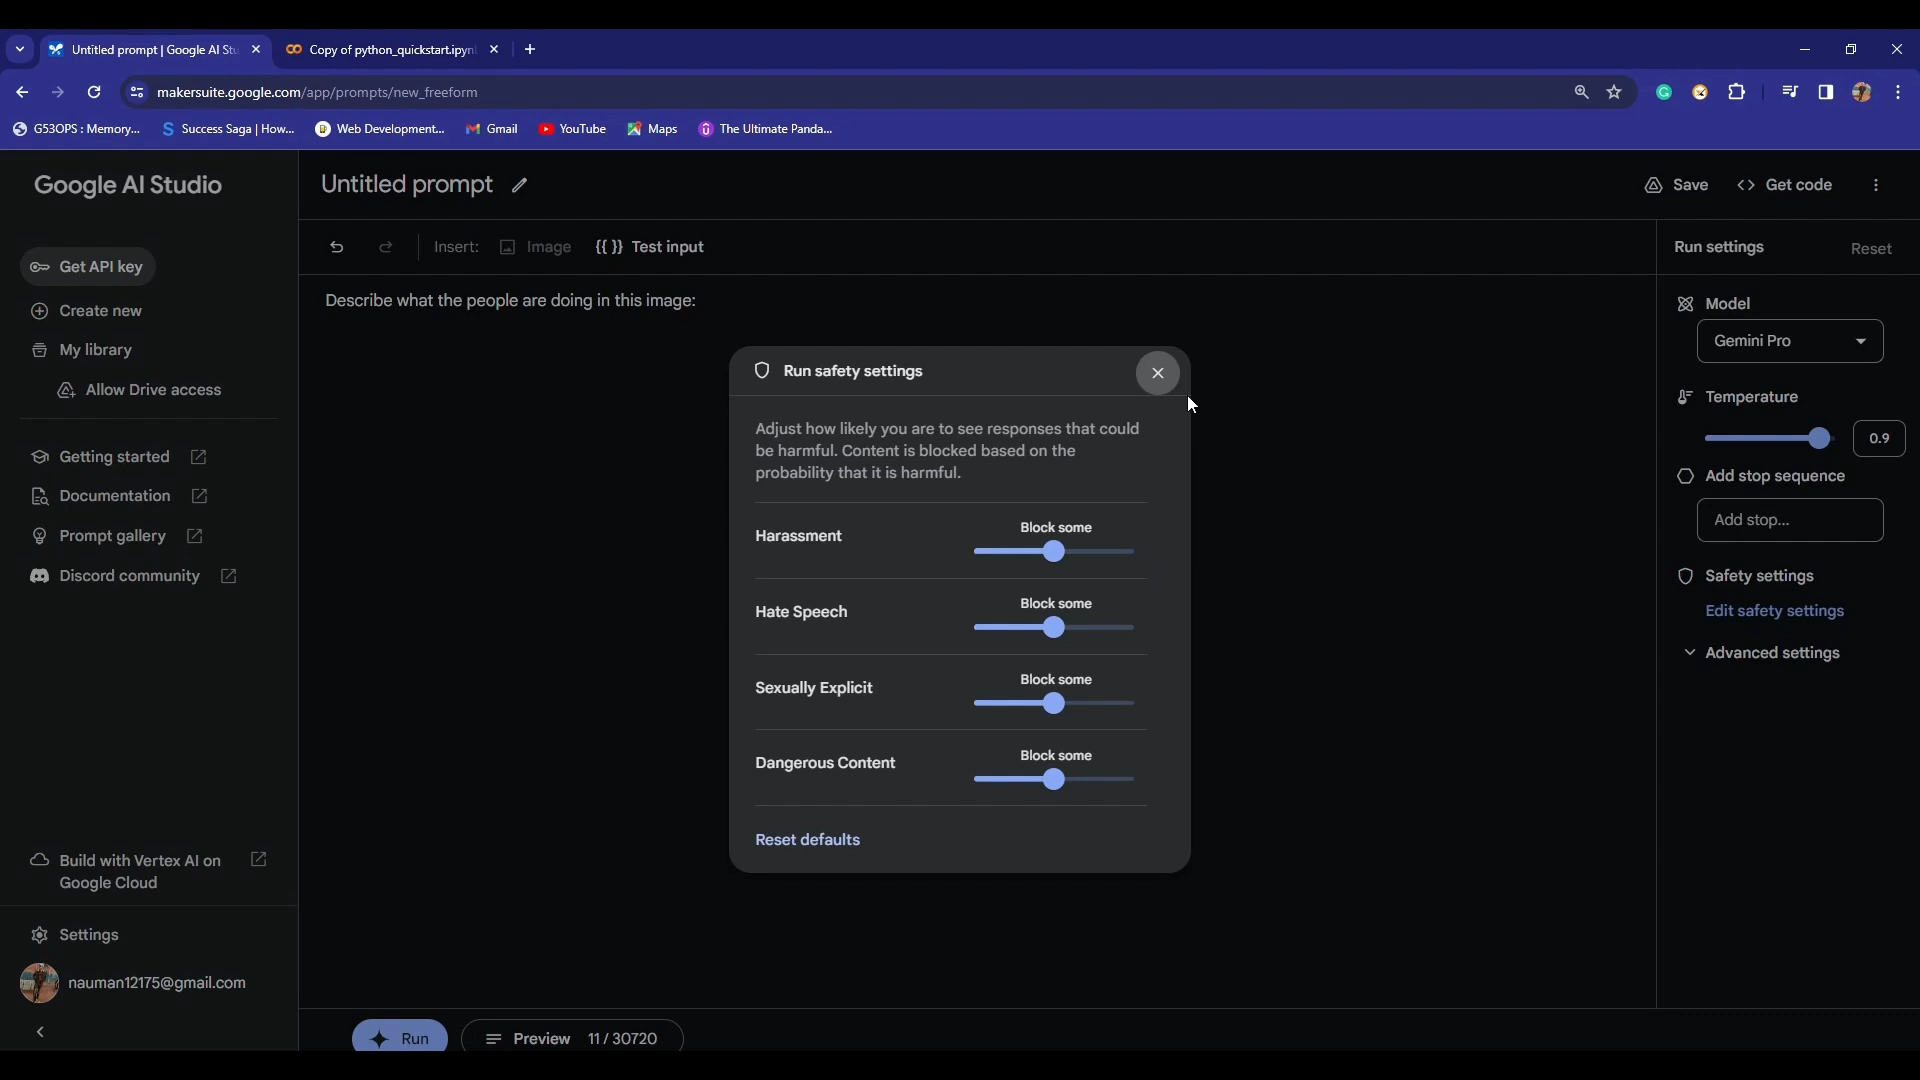 Untitled prompt | Google AI Stu
Copy of python_quickstart.ipyn
makersuite.google.com/app/prompts/new_freeform
G53OPS : Memory...
Success Saga | How...
Web Development...
Gmail
YouTube
Maps
The Ultimate Panda...
Google AI Studio
Untitled prompt
Save
Get code
Get API key
Create new
My library
Allow Drive access
Getting started
Documentation
Prompt gallery
Discord community
Build with Vertex AI on
Google Cloud
Settings
nauman12175@gmail.com
Insert:
Image
{{ }} Test input
Describe what the people are doing in this image:
Run safety settings
Adjust how likely you are to see responses that could
be harmful. Content is blocked based on the
probability that it is harmful.
Harassment
Block some
Hate Speech
Block some
Sexually Explicit
Block some
Dangerous Content
Block some
Reset defaults
Run
Preview 11 / 30720
Run settings
Reset
Model
Gemini Pro
Temperature
0.9
Add stop sequence
Add stop...
Safety settings
Edit safety settings
Advanced settings